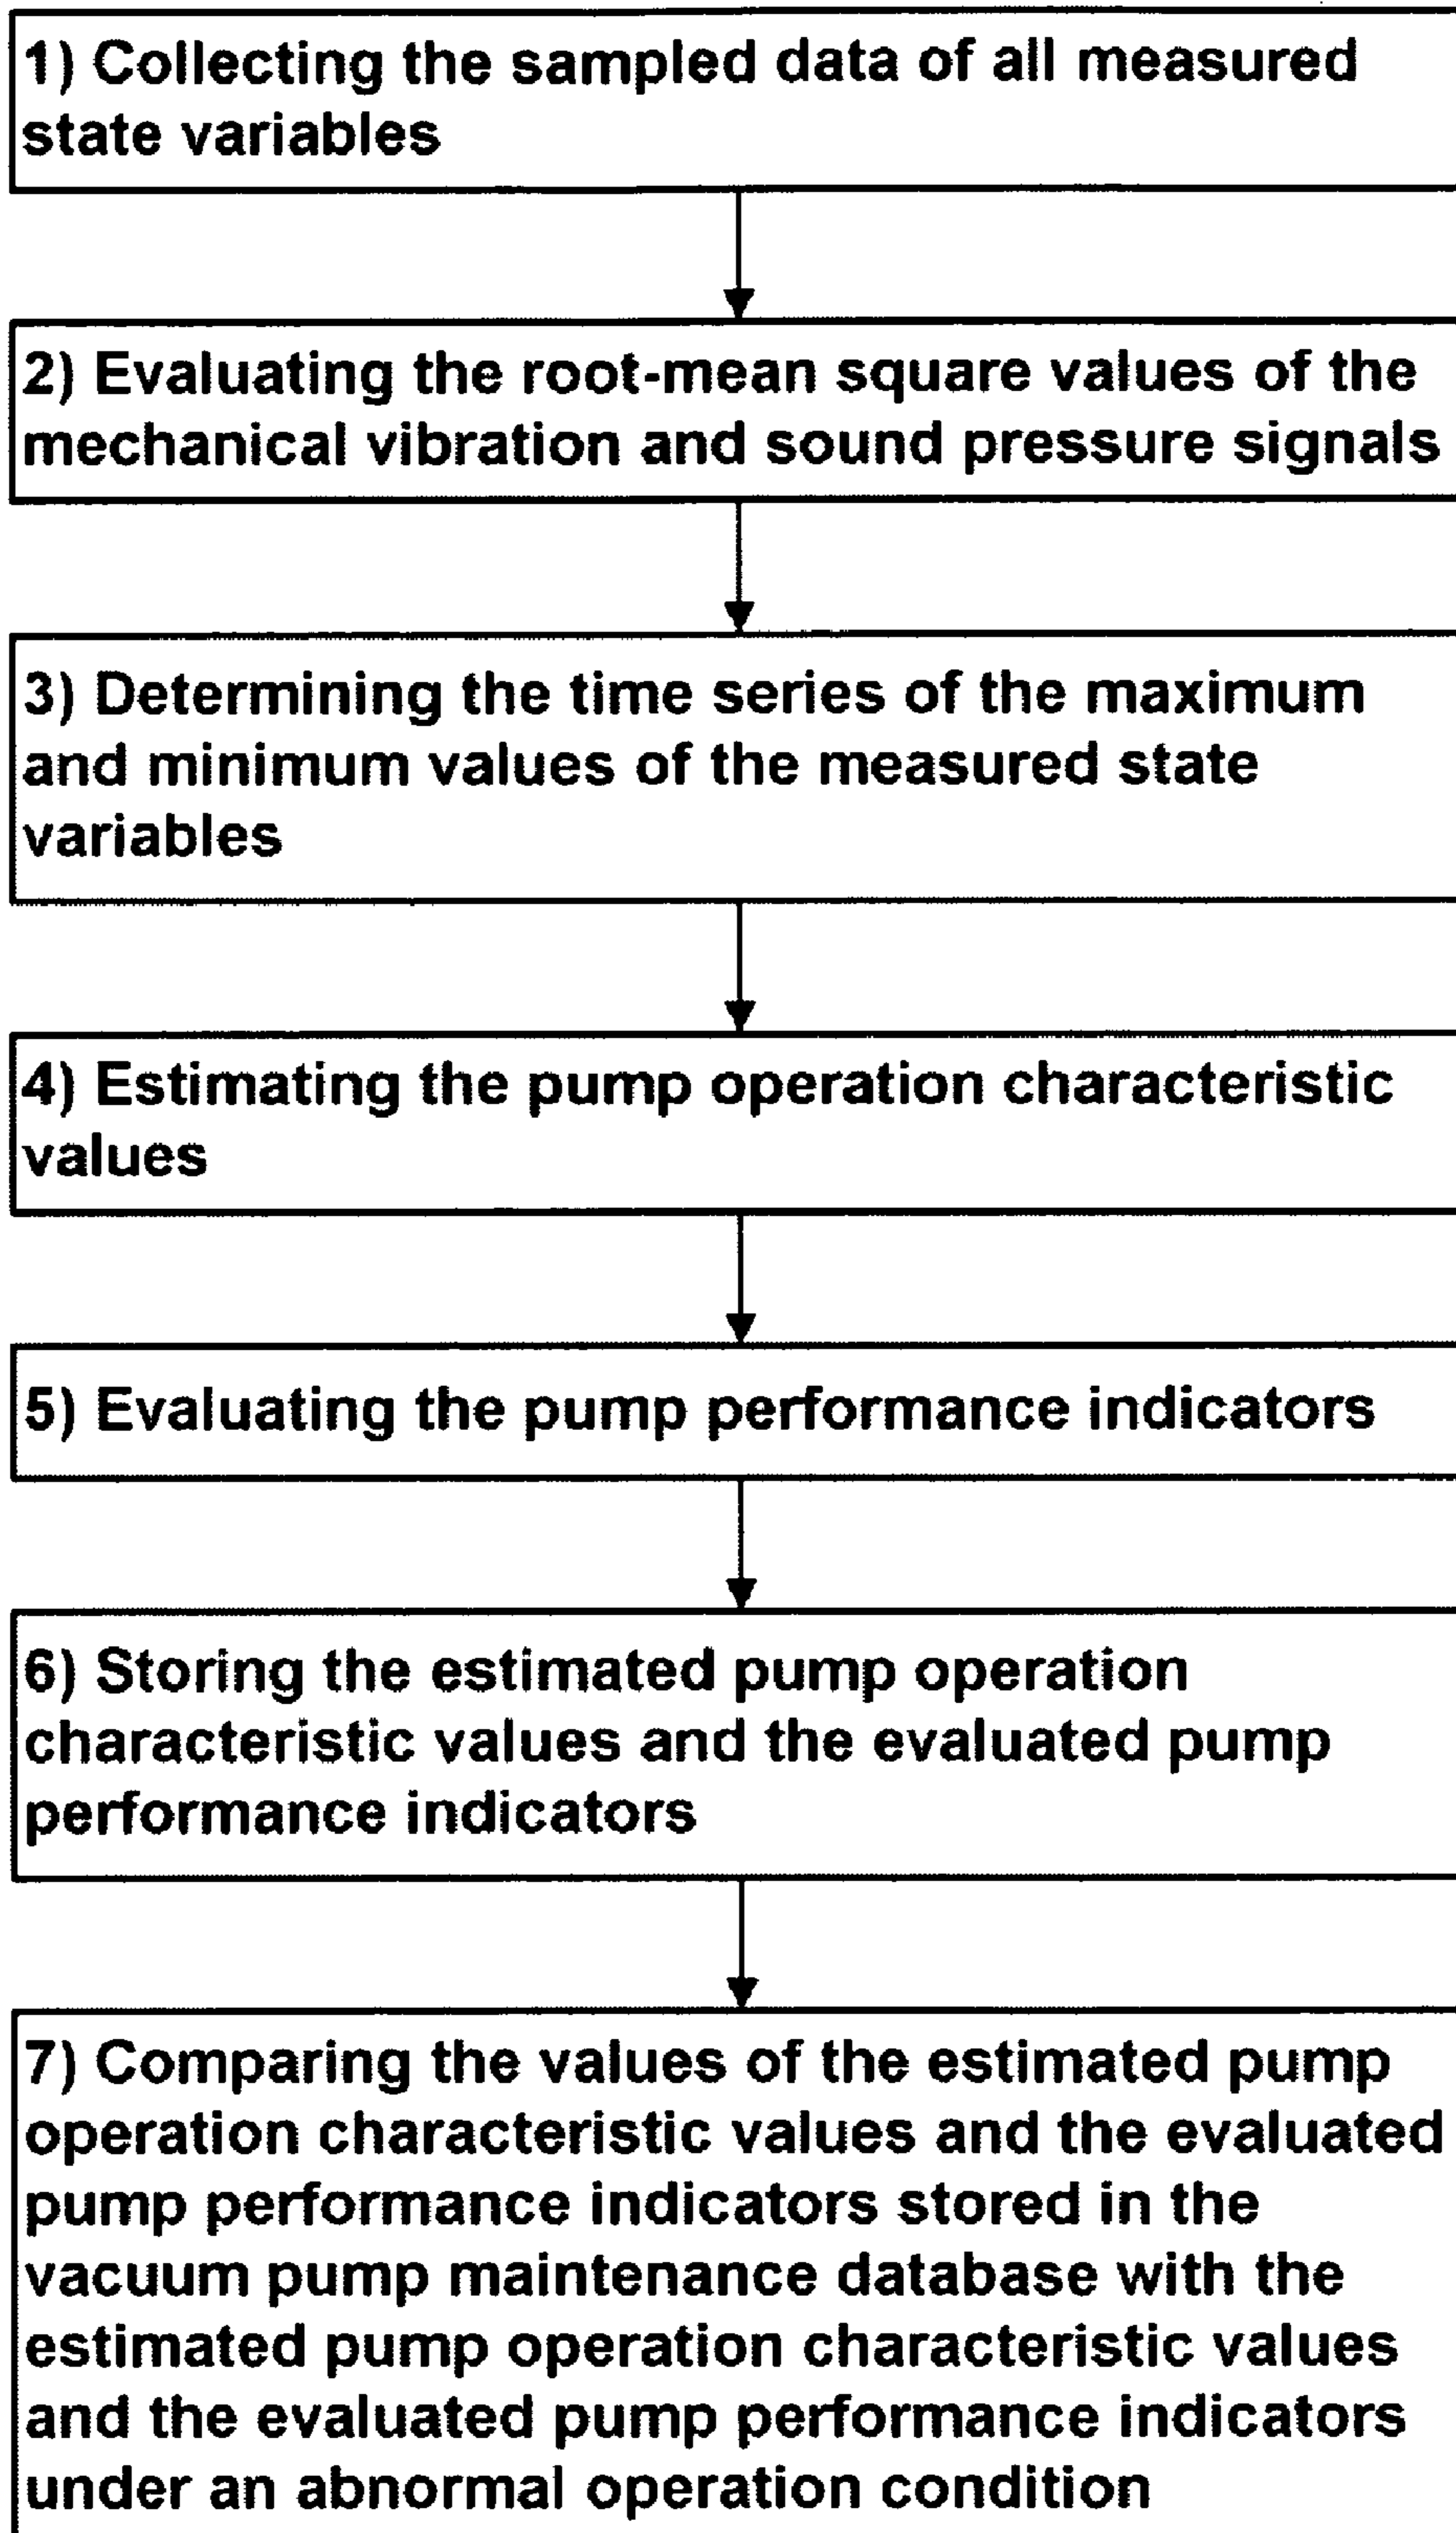 1) Collecting the sampled data of all measured
state variables
2) Evaluating the root-mean square values of the
mechanical vibration and sound pressure signals
3) Determining the time series of the maximum
and minimum values of the measured state
variables
4) Estimating the pump operation characteristic
values
5) Evaluating the pump performance indicators
6) Storing the estimated pump operation
characteristic values and the evaluated pump
performance indicators
7) Comparing the values of the estimated pump
operation characteristic values and the evaluated
pump performance indicators stored in the
vacuum pump maintenance database with the
estimated pump operation characteristic values
and the evaluated pump performance indicators
under an abnormal operation condition